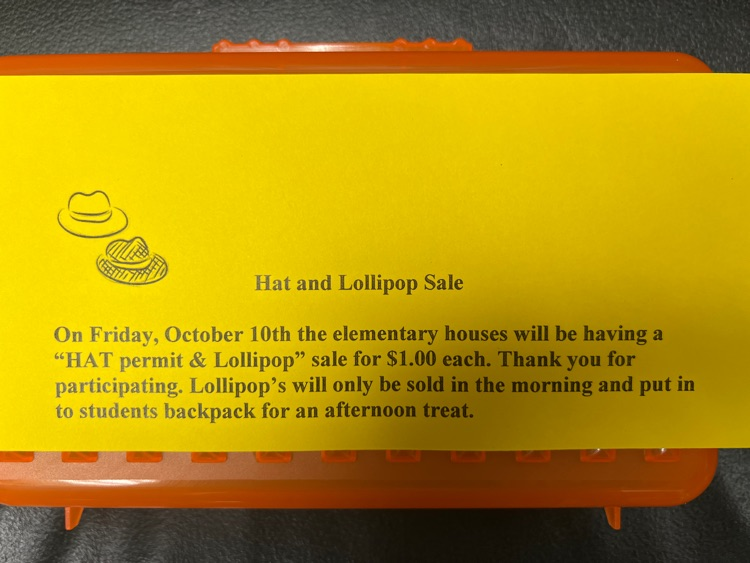 Hat and Lollipop Sale
On Friday, October 10th the elementary houses will be having a
“HAT permit & Lollipop” sale for $1.00 each. Thank you for
participating. Lollipop’s will only be sold in the morning and put in
to students backpack for an afternoon treat.